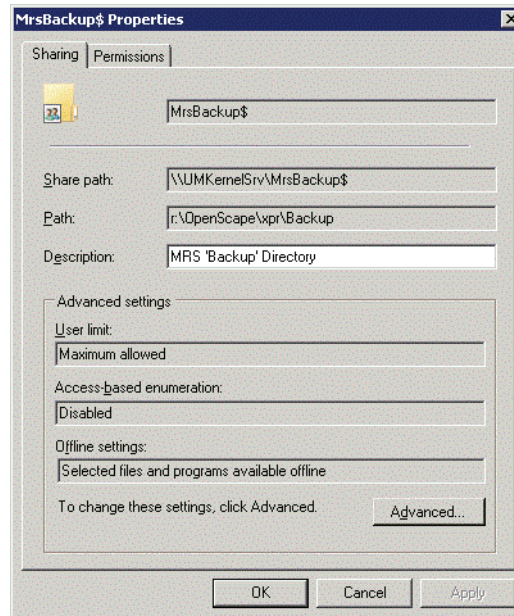 MrsBackup$ Properties
Sharing Permissions
MrsBackup$
Share path: \\UMKernelSrv\MrsBackup$
Path: r:\OpenScape\xpr\Backup
Description: MRS 'Backup' Directory
Advanced settings
User limit:
Maximum allowed
Access-based enumeration:
Disabled
Offline settings:
Selected files and programs available offline
To change these settings, click Advanced. Advanced...
OK Cancel Apply